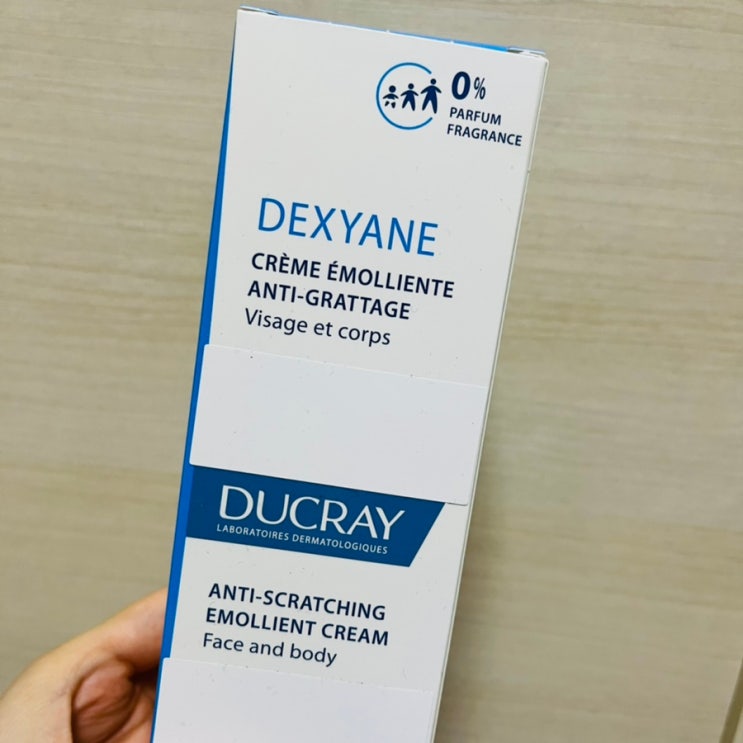 0%
PARFUM
FRAGRANCE
DEXYANE
CRÈME ÉMOLLIENTE
ANTI-GRATTAGE
Visage et corps
DUCRAY
LABORATOIRES DERMATOLOGIQUES
ANTI-SCRATCHING
EMOLLIENT CREAM
Face and body